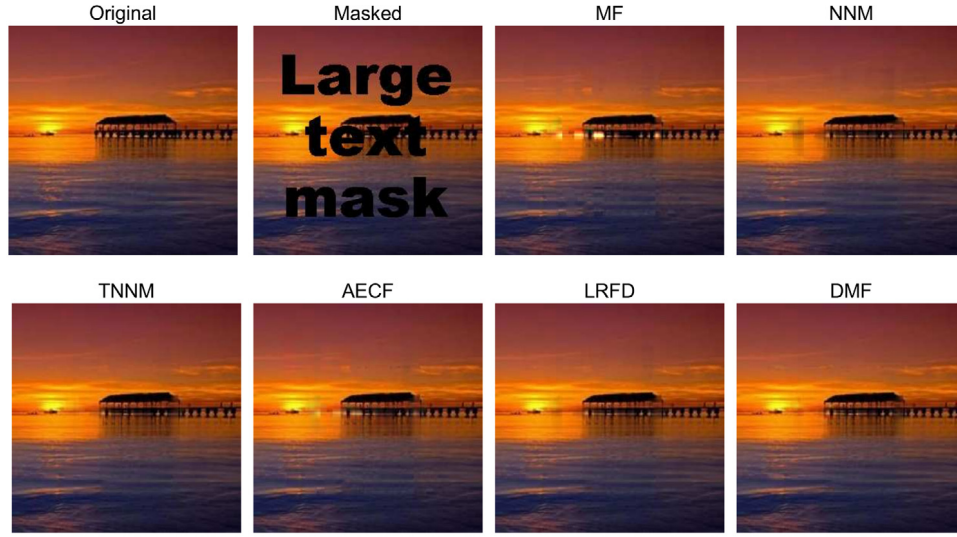 Original
Masked
MF
NNM
Large
text
mask
TNNM
AECF
LRFD
DMF